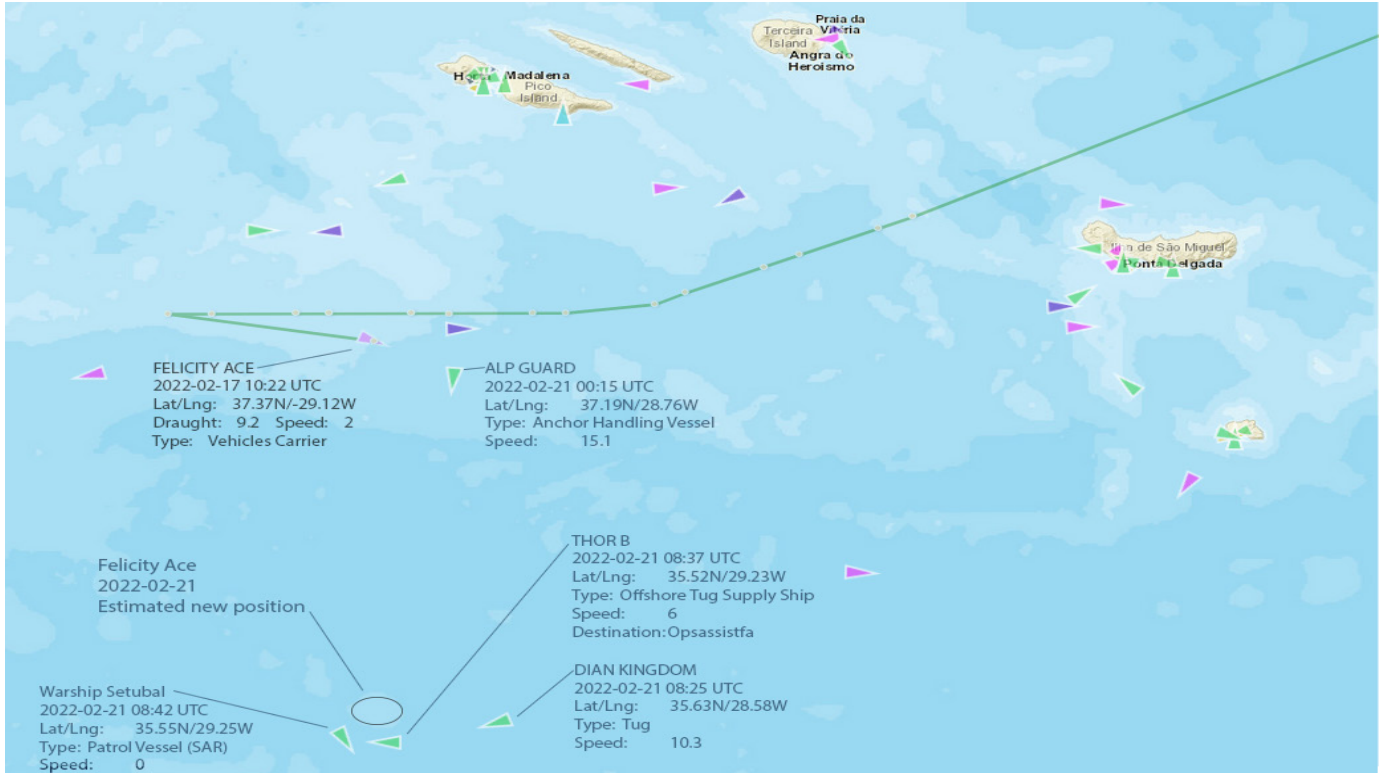 Praia da
Terceira Vitória
Island
Angra do
Heroismo
Madalena
Pico
Island
Ilha de São Miguel
Ponta Delgada
FELICITY ACE
2022-02-17 10:22 UTC
Lat/Lng: 37.37N/-29.12W
Draught: 9.2 Speed: 2
Type: Vehicles Carrier
ALP GUARD
2022-02-21 00:15 UTC
Lat/Lng: 37.19N/28.76W
Type: Anchor Handling Vessel
Speed: 15.1
THOR B
2022-02-21 08:37 UTC
Lat/Lng: 35.52N/29.23W
Type: Offshore Tug Supply Ship
Speed: 6
Destination:Opsassistfa
Felicity Ace
2022-02-21
Estimated new position
DIAN KINGDOM
2022-02-21 08:25 UTC
Lat/Lng: 35.63N/28.58W
Type: Tug
Speed: 10.3
Warship Setubal
2022-02-21 08:42 UTC
Lat/Lng: 35.55N/29.25W
Type: Patrol Vessel (SAR)
Speed: 0